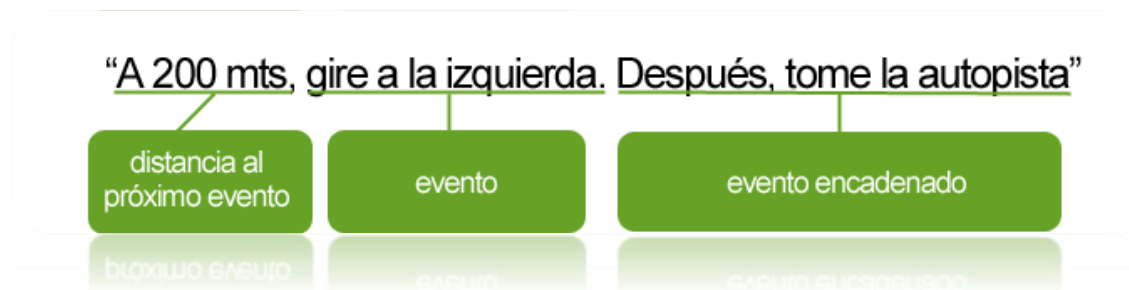 “A 200 mts, gire a la izquierda. Después, tome la autopista”
distancia al
próximo evento
evento
evento encadenado